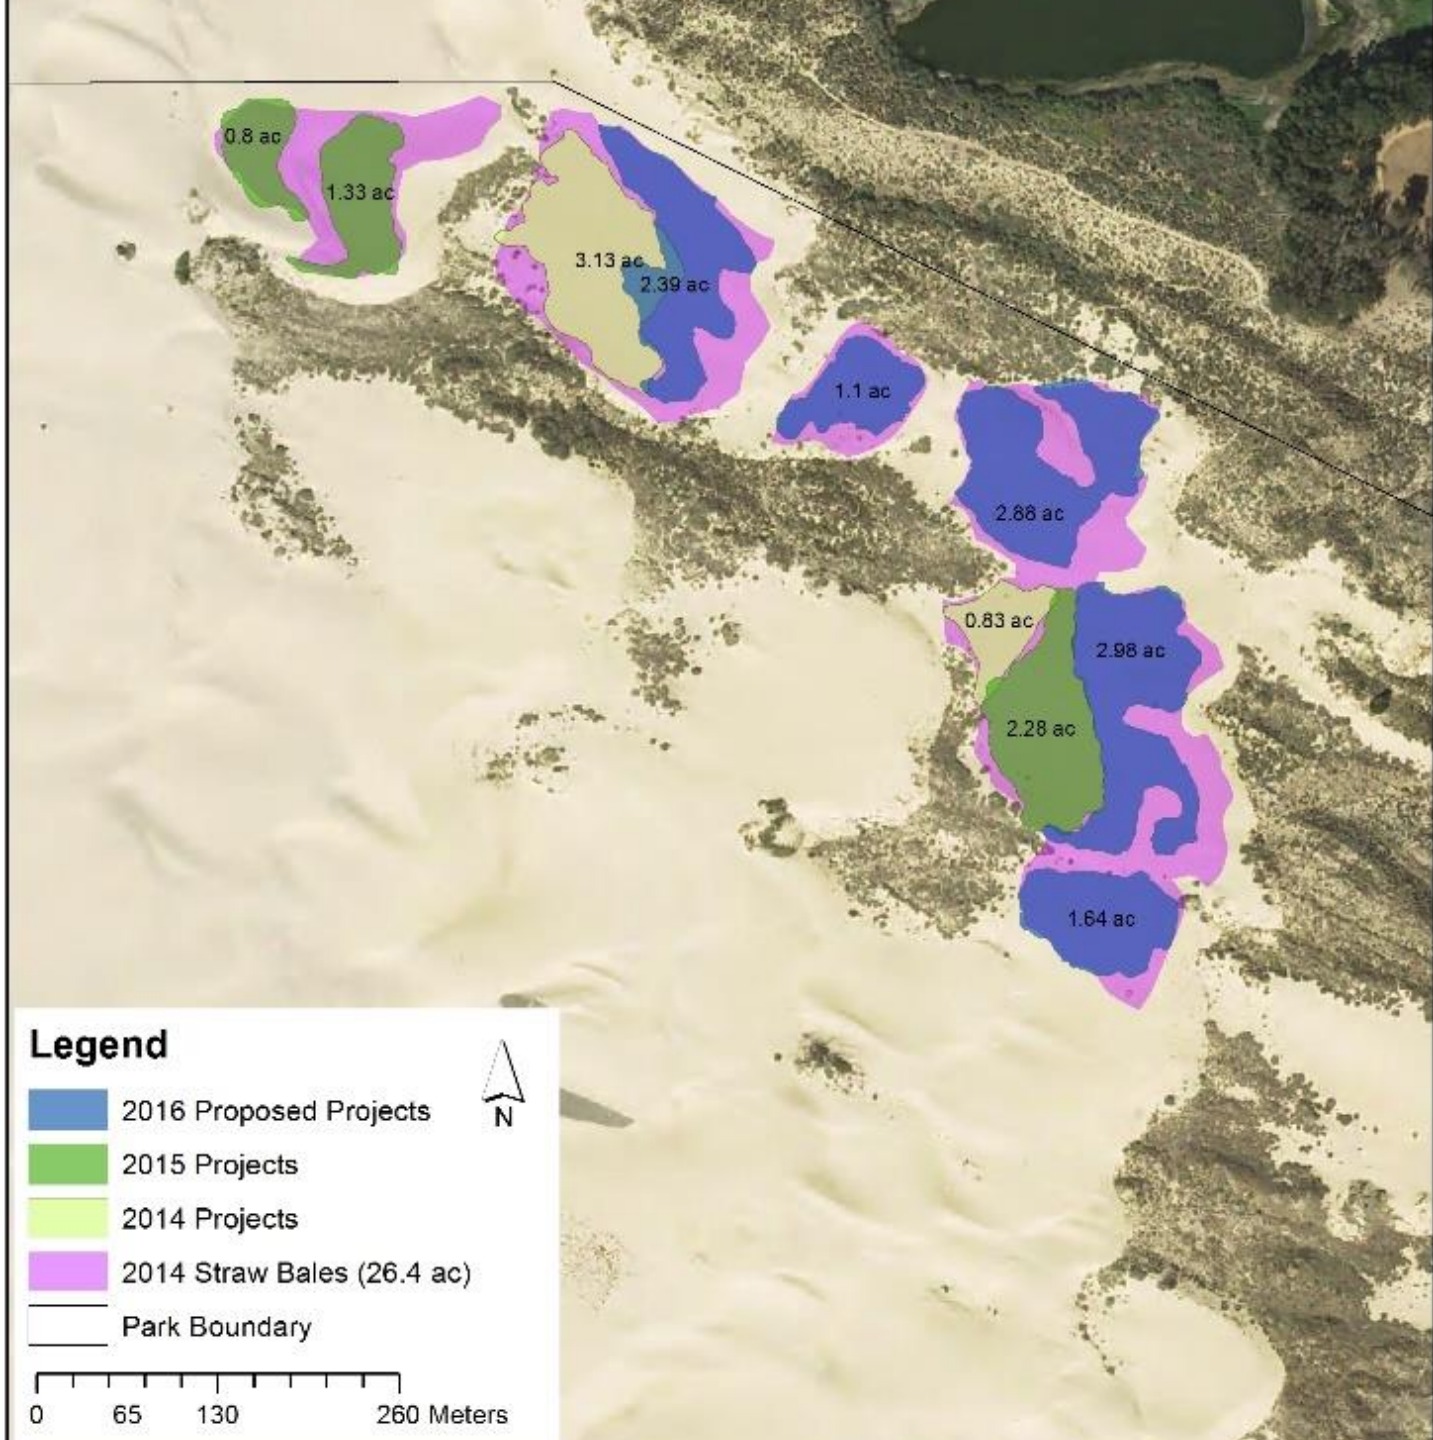 0.8 ac
1.33 ac
3.13 ac
2.39 ac
1.1 ac
2.88 ac
0.83 ac
2.98 ac
2.28 ac
1.64 ac
Legend
N
2016 Proposed Projects
2015 Projects
2014 Projects
2014 Straw Bales (26.4 ac)
Park Boundary
0 65 130 260 Meters